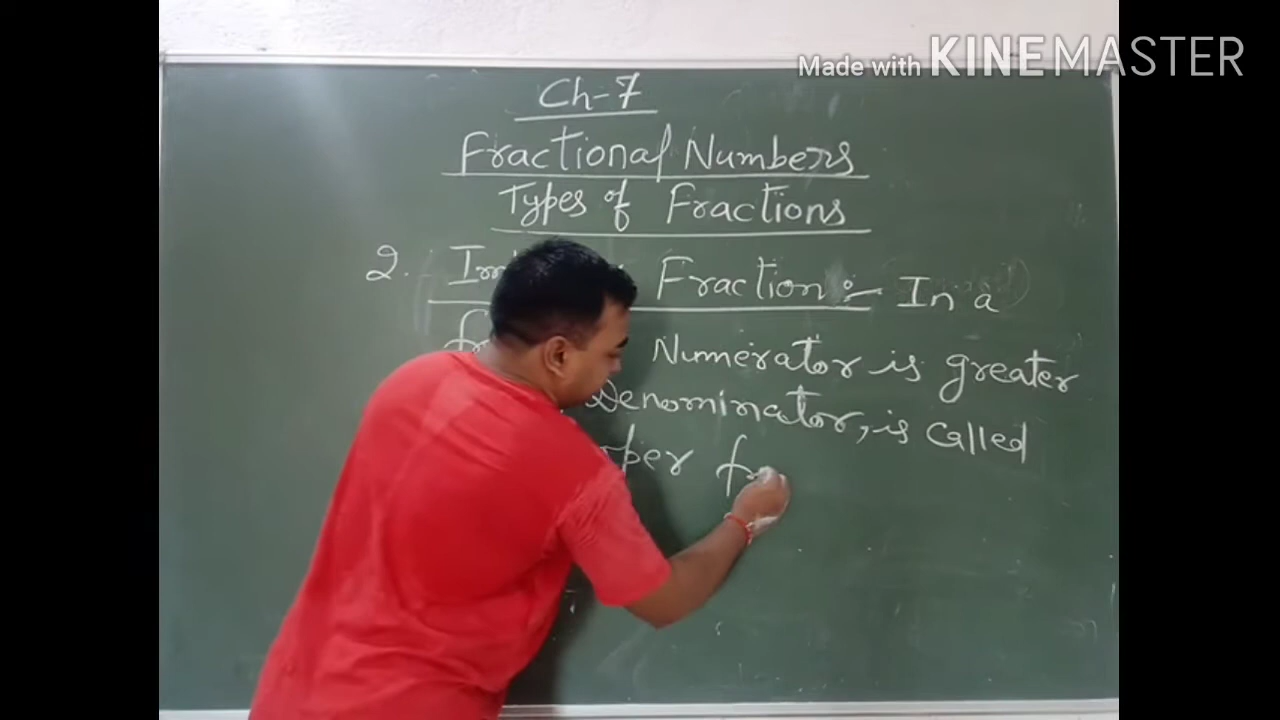 Made with KINEMASTER
Ch-7
Fractional Numbers
Types of Fractions
2. Fraction :- In a
Numerator is greater
Denominator, is called